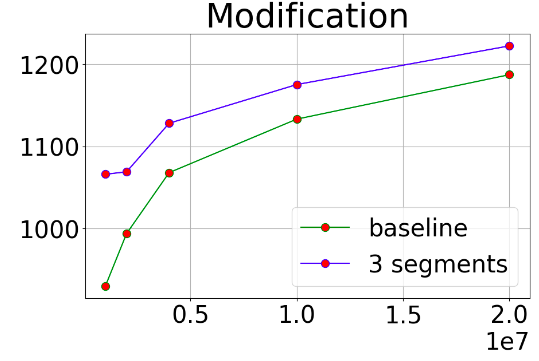 Modification
1200
1100
1000
baseline
3 segments
0.5 1.0 1.5 2.0
1e7